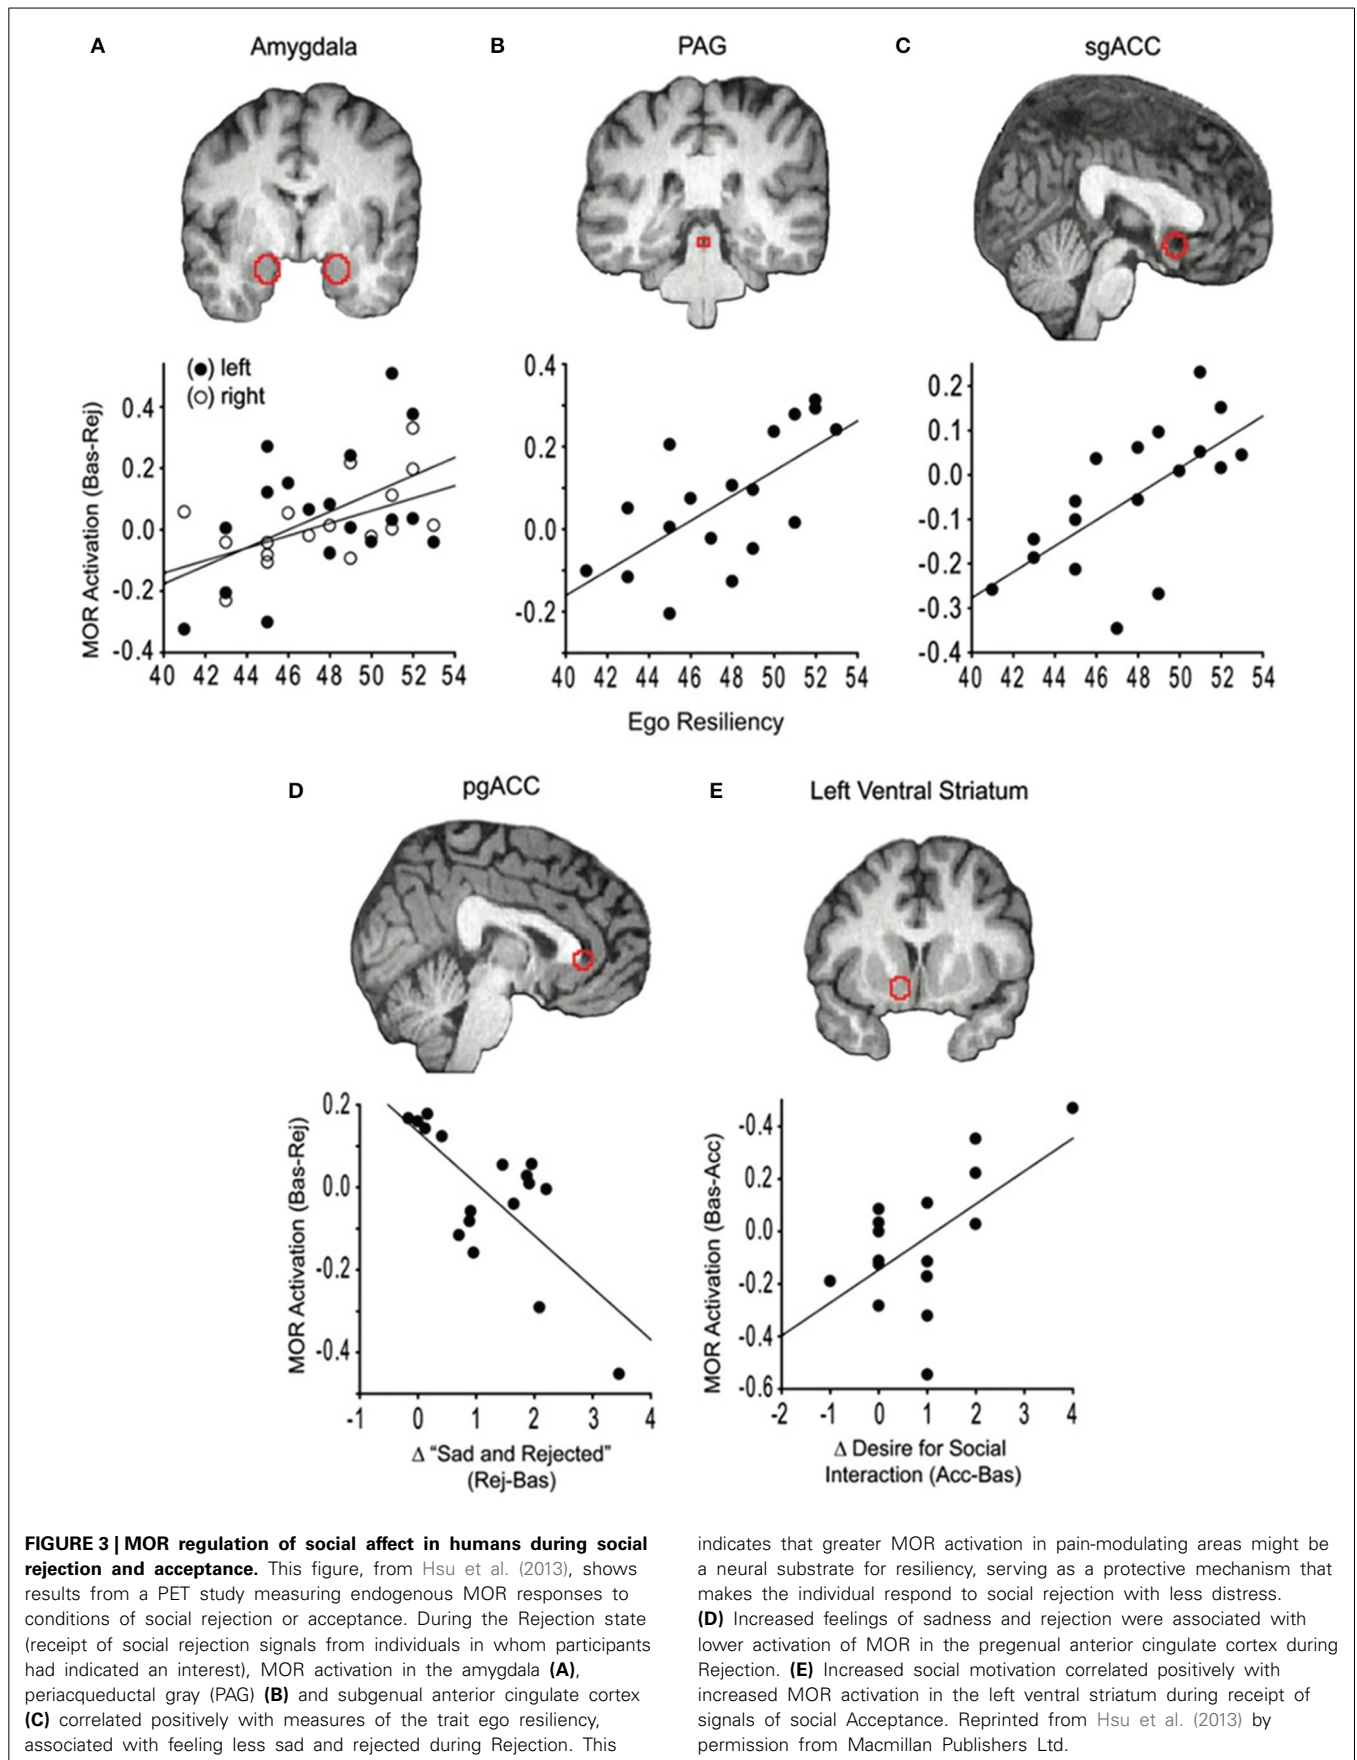 A
Amygdala
B
PAG
C
sgACC
(●) left
(○) right
MOR Activation (Bas-Rej)
0.4
0.2
0.0
-0.2
-0.4
40 42 44 46 48 50 52 54
0.4
0.2
0.0
-0.2
40 42 44 46 48 50 52 54
0.2
0.1
0.0
-0.1
-0.2
-0.3
-0.4
40 42 44 46 48 50 52 54
Ego Resiliency
D
pgACC
E
Left Ventral Striatum
MOR Activation (Bas-Rej)
0.2
0.0
-0.2
-0.4
-1 0 1 2 3 4
Δ "Sad and Rejected"
(Rej-Bas)
MOR Activation (Bas-Acc)
-0.4
0.2
0.0
-0.2
-0.4
-0.6
-2 -1 0 1 2 3 4
Δ Desire for Social
Interaction (Acc-Bas)
FIGURE 3 | MOR regulation of social affect in humans during social
rejection and acceptance. This figure, from Hsu et al. (2013), shows
results from a PET study measuring endogenous MOR responses to
conditions of social rejection or acceptance. During the Rejection state
(receipt of social rejection signals from individuals in whom participants
had indicated an interest), MOR activation in the amygdala (A),
periacqueductal gray (PAG) (B) and subgenual anterior cingulate cortex
(C) correlated positively with measures of the trait ego resiliency,
associated with feeling less sad and rejected during Rejection. This
indicates that greater MOR activation in pain-modulating areas might be
a neural substrate for resiliency, serving as a protective mechanism that
makes the individual respond to social rejection with less distress.
(D) Increased feelings of sadness and rejection were associated with
lower activation of MOR in the pregenual anterior cingulate cortex during
Rejection. (E) Increased social motivation correlated positively with
increased MOR activation in the left ventral striatum during receipt of
signals of social Acceptance. Reprinted from Hsu et al. (2013) by
permission from Macmillan Publishers Ltd.